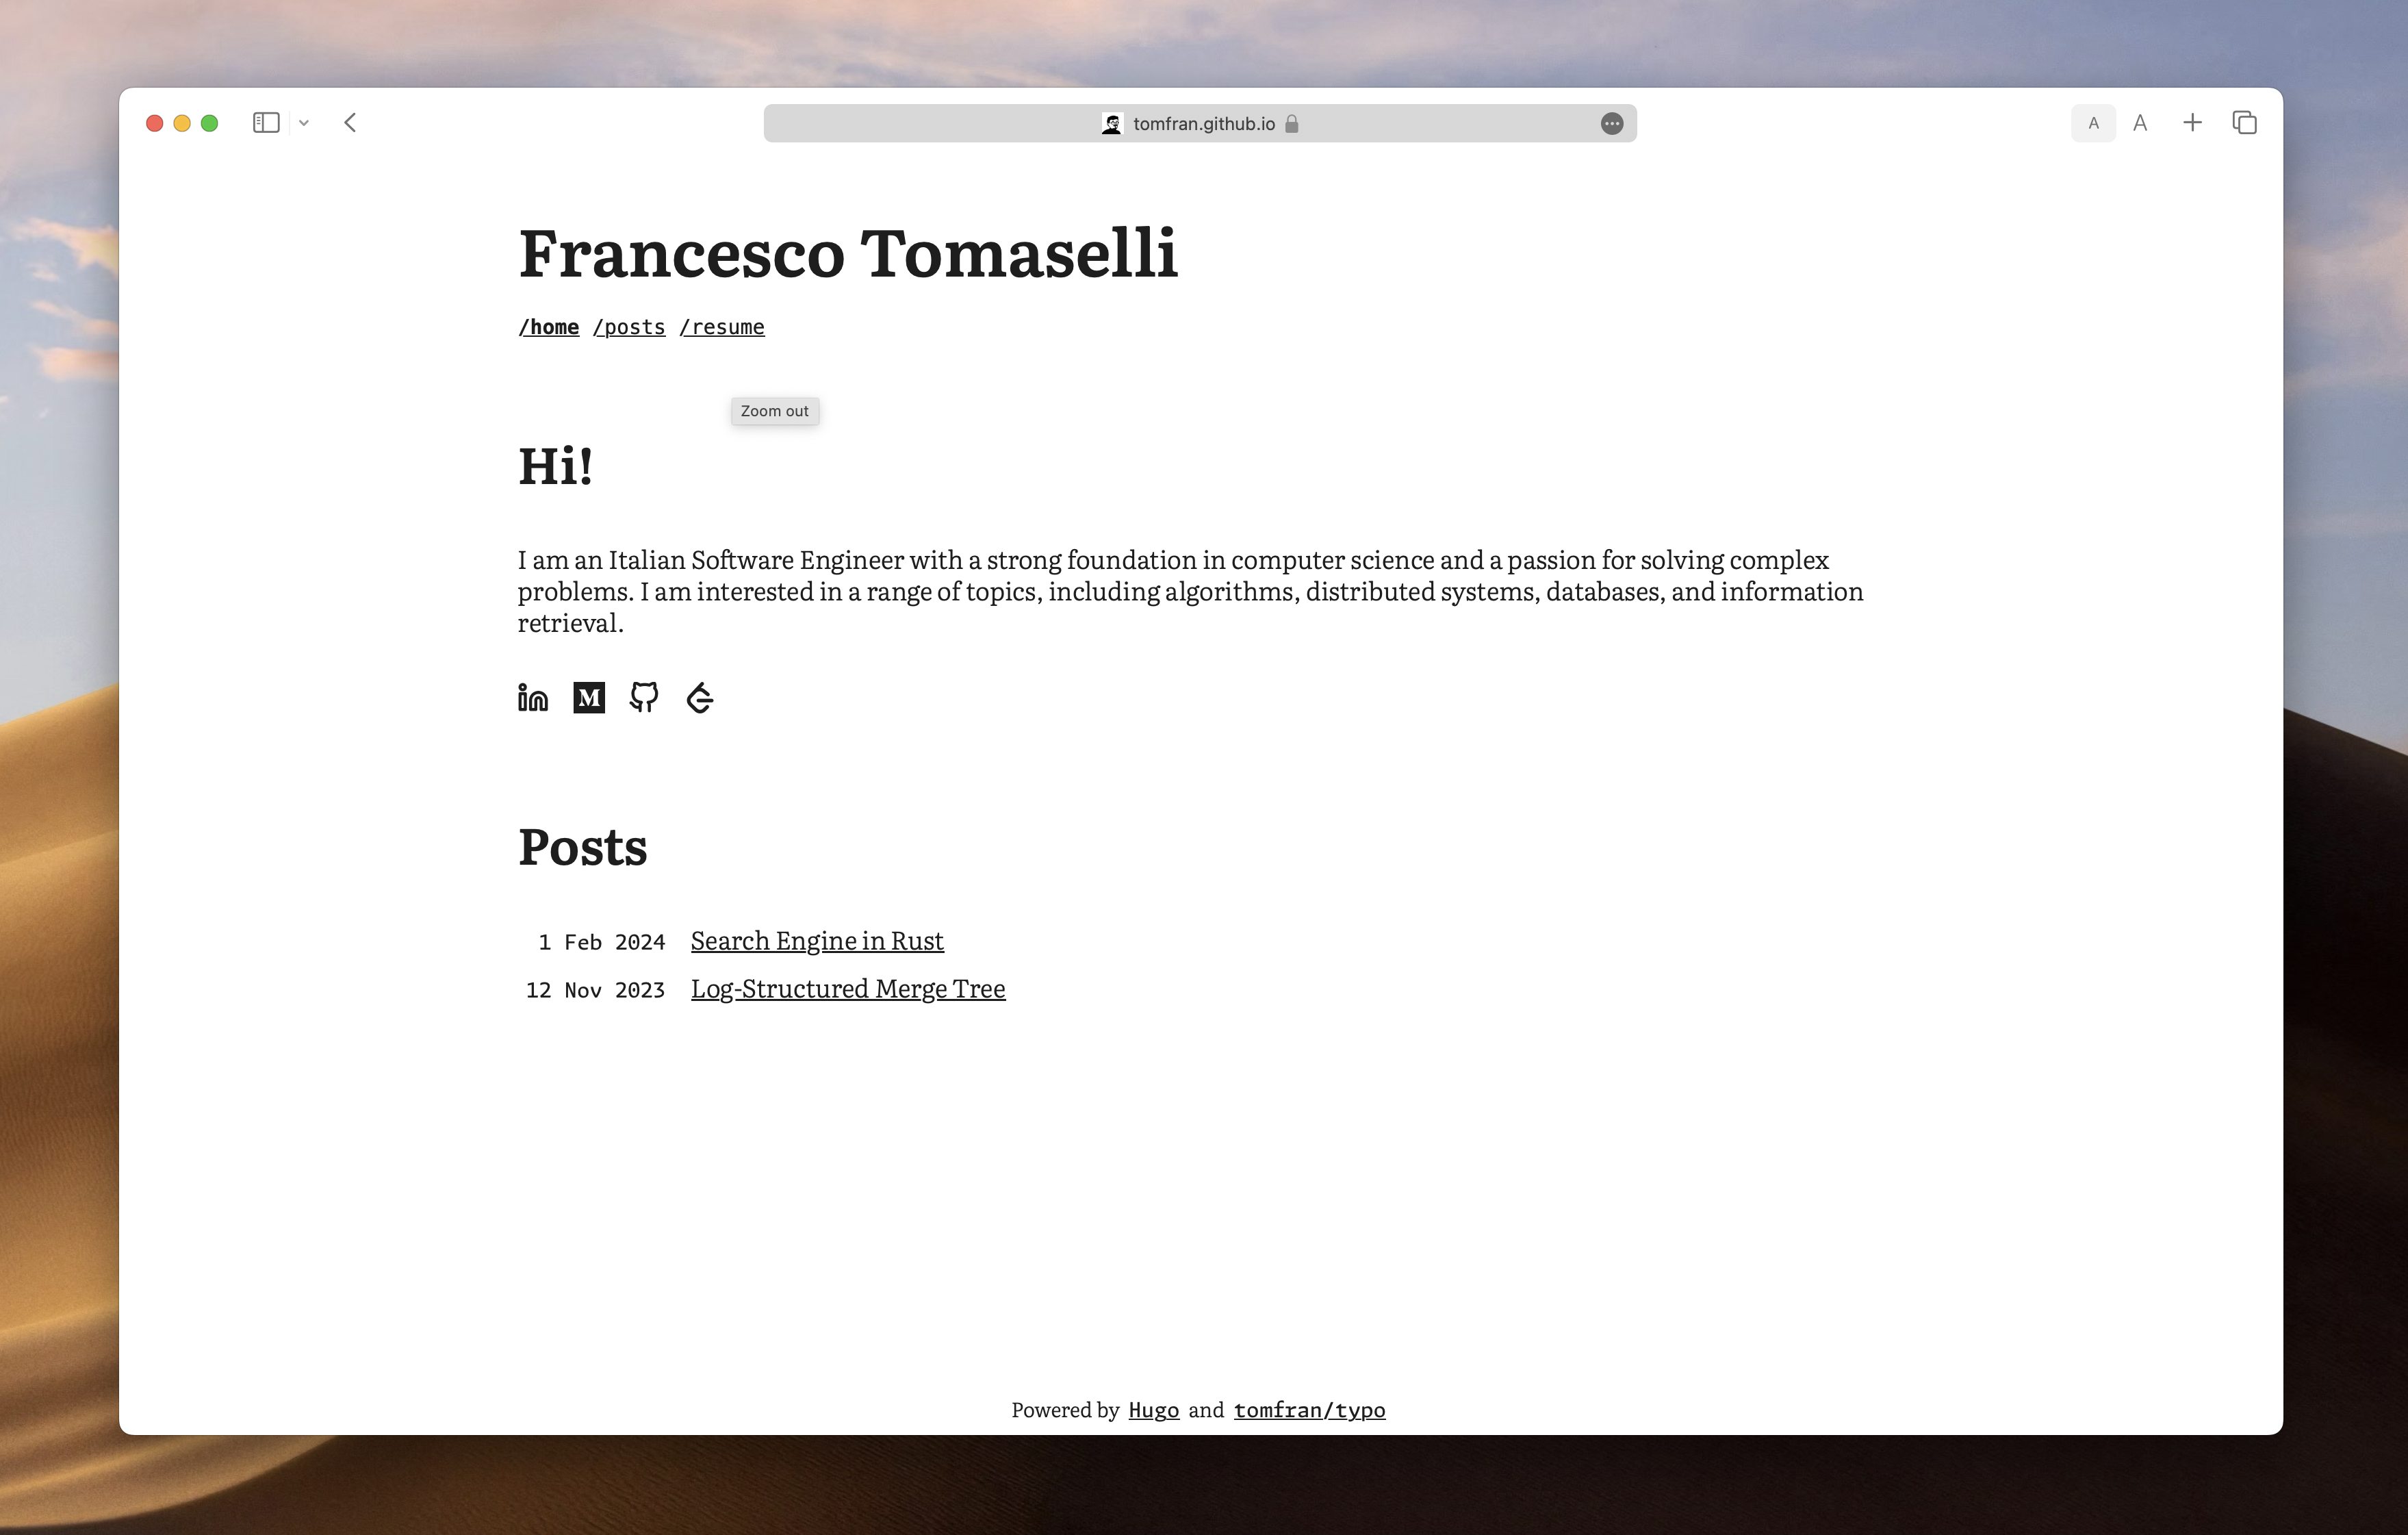 tomfran.github.io
A A
Francesco Tomaselli
/home /posts /resume
Zoom out
Hi!
I am an Italian Software Engineer with a strong foundation in computer science and a passion for solving complex
problems. I am interested in a range of topics, including algorithms, distributed systems, databases, and information
retrieval.
in M
Posts
1 Feb 2024 Search Engine in Rust
12 Nov 2023 Log-Structured Merge Tree
Powered by Hugo and tomfran/typo